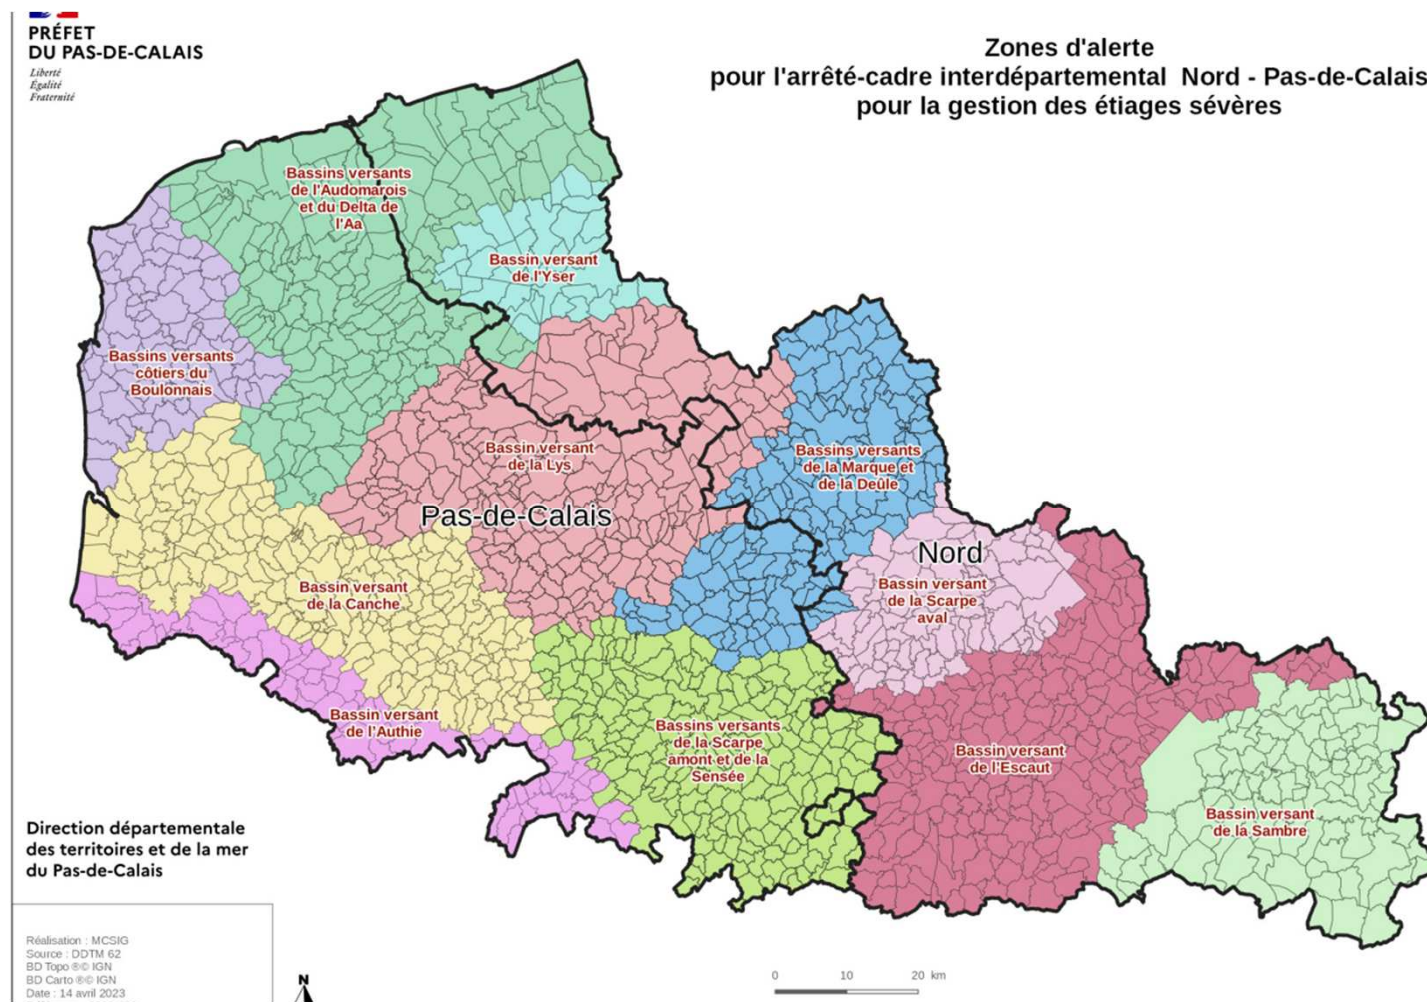 PRÉFET
DU PAS-DE-CALAIS
Liberté
Égalité
Fraternité
Zones d'alerte
pour l'arrêté-cadre interdépartemental Nord - Pas-de-Calais
pour la gestion des étiages sévères
Bassins versants
de l'Audomarois
et du Delta de
l'Aa
Bassin versant
de l'Yser
Bassins versants
côtiers du
Boulonnais
Bassin versant
de la Lys
Bassins versants
de la Marque et
de la Deûle
Pas-de-Calais
Nord
Bassin versant
de la Scarpe
aval
Bassin versant
de la Canche
Bassin versant
de l'Authie
Bassins versants
de la Scarpe
amont et de la
Sensée
Bassin versant
de l'Escaut
Bassin versant
de la Sambre
Direction départementale
des territoires et de la mer
du Pas-de-Calais
Réalisation : MCSIG
Source : DDTM 62
BD Topo ®© IGN
BD Carto ®© IGN
Date : 14 avril 2023
N
0 10 20 km